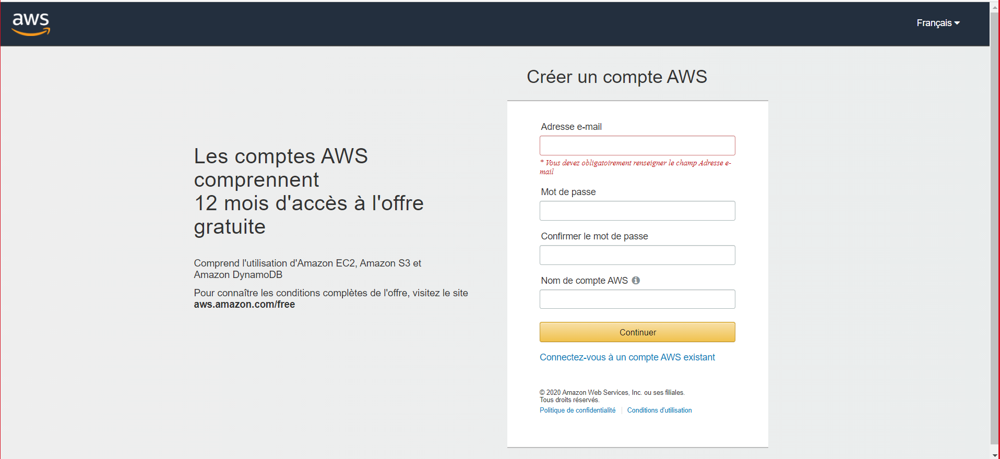 aws
Français
Créer un compte AWS
Les comptes AWS
comprennent
12 mois d'accès à l'offre
gratuite
Comprend l'utilisation d'Amazon EC2, Amazon S3 et
Amazon DynamoDB
Pour connaître les conditions complètes de l'offre, visitez le site
aws.amazon.com/free
Adresse e-mail
* Vous devez obligatoirement renseigner le champ Adresse e-
mail
Mot de passe
Confirmer le mot de passe
Nom de compte AWS
Continuer
Connectez-vous à un compte AWS existant
© 2020 Amazon Web Services, Inc. ou ses filiales.
Tous droits réservés.
Politique de confidentialité | Conditions d'utilisation